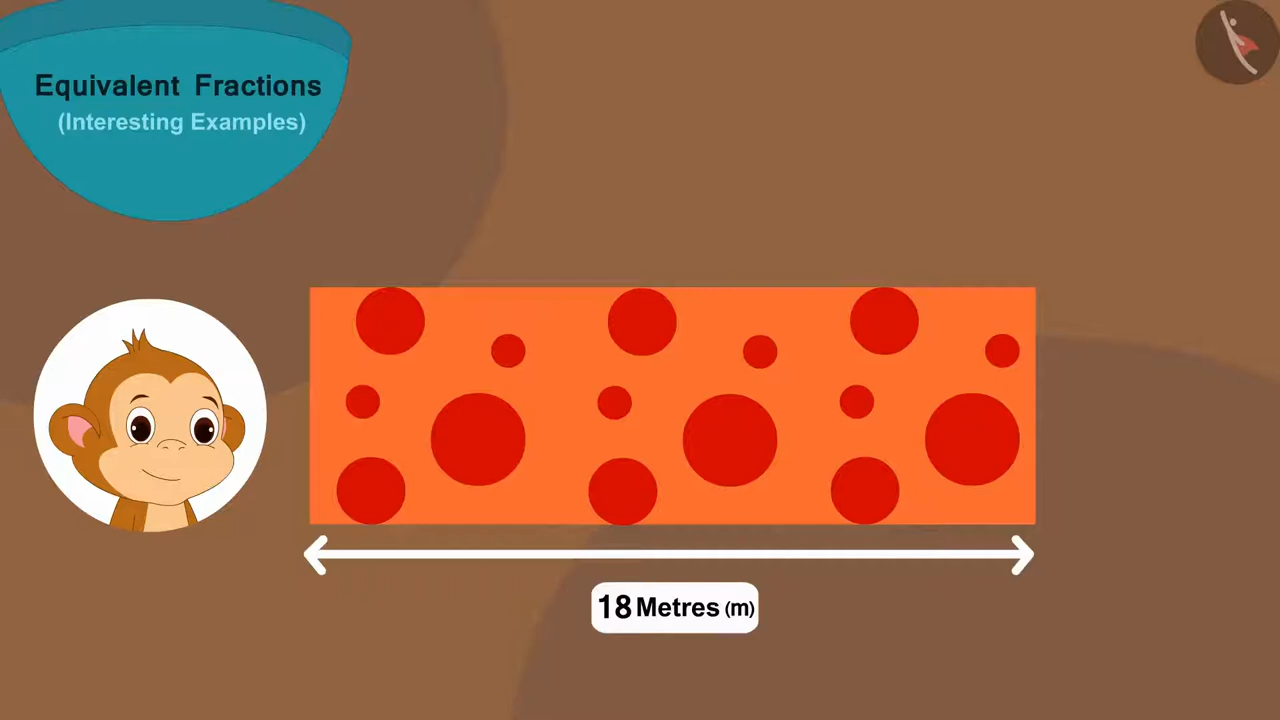 Equivalent Fractions
(Interesting Examples)
18 Metres (m)